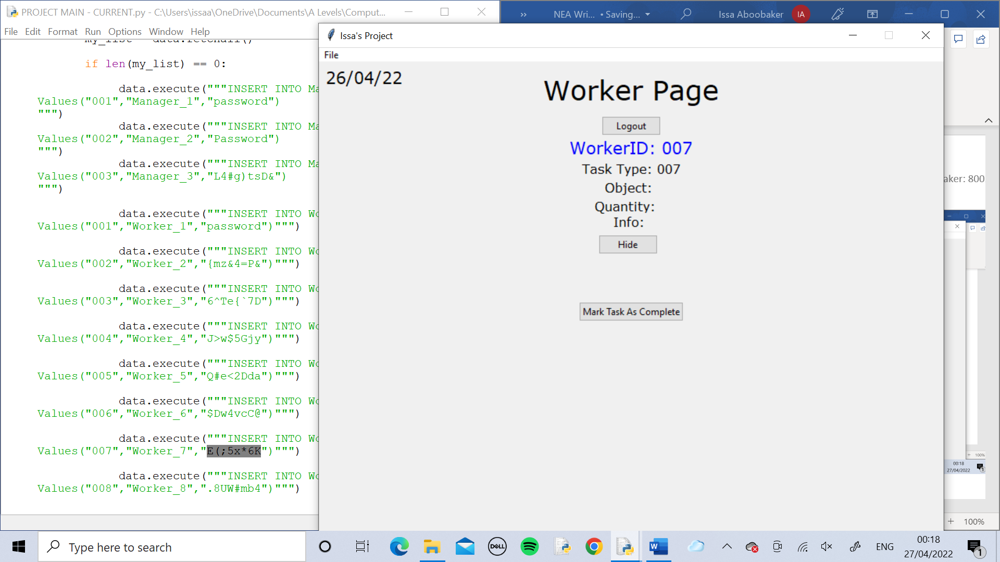 PROJECT MAIN - CURRENT.py - C:\Users\issaa\OneDrive\Documents\A Levels\Comput...
File Edit Format Run Options Window Help
my_list = data.fetchall()
if len(my_list) == 0:
data.execute("""INSERT INTO Ma
Values("001","Manager_1","password")
""")
data.execute("""INSERT INTO Ma
Values("002","Manager_2","Password")
""")
data.execute("""INSERT INTO Ma
Values("003","Manager_3","L4#g)tsD&")
""")
data.execute("""INSERT INTO Wo
Values("001","Worker_1","password")""")
data.execute("""INSERT INTO Wo
Values("002","Worker_2","{mz&4=P&")""")
data.execute("""INSERT INTO Wo
Values("003","Worker_3","6^Te{`7D")""")
data.execute("""INSERT INTO Wo
Values("004","Worker_4","J>w$5Gjy")""")
data.execute("""INSERT INTO Wo
Values("005","Worker_5","Q#e<2Dda")""")
data.execute("""INSERT INTO Wo
Values("006","Worker_6","$Dw4vcC@")""")
data.execute("""INSERT INTO Wo
Values("007","Worker_7","E(;5x*6K")""")
data.execute("""INSERT INTO Wo
Values("008","Worker_8",".8UW#mb4")""")
NEA Wri... • Saving...
Issa Aboobaker
IA
Issa's Project
File
26/04/22
Worker Page
Logout
WorkerID: 007
Task Type: 007
Object:
Quantity:
Info:
Hide
Mark Task As Complete
aker: 800
100%
00:18
27/04/2022
100%
Type here to search
DELL
W
ENG
00:18
27/04/2022
1